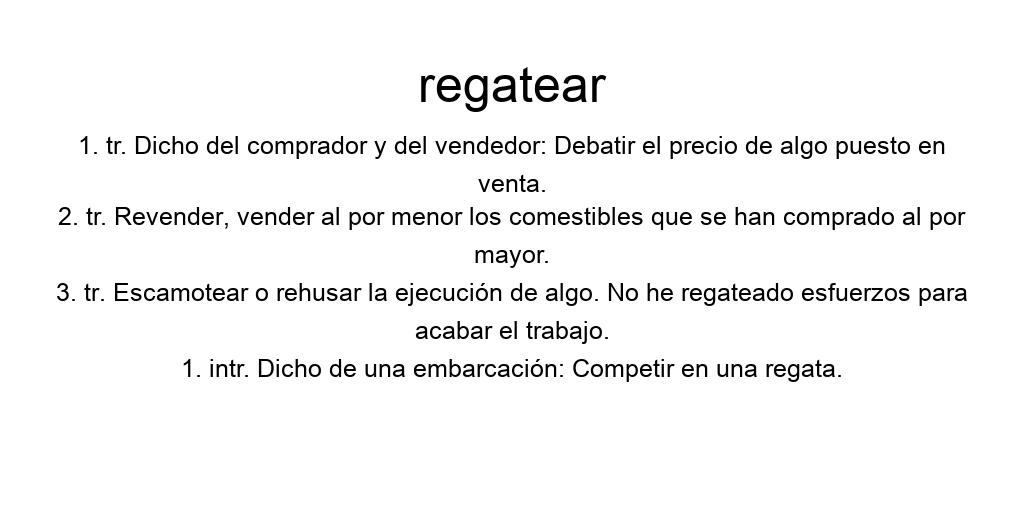 regatear
1. tr. Dicho del comprador y del vendedor: Debatir el precio de algo puesto en
venta.
2. tr. Revender, vender al por menor los comestibles que se han comprado al por
mayor.
3. tr. Escamotear o rehusar la ejecución de algo. No he regateado esfuerzos para
acabar el trabajo.
1. intr. Dicho de una embarcación: Competir en una regata.